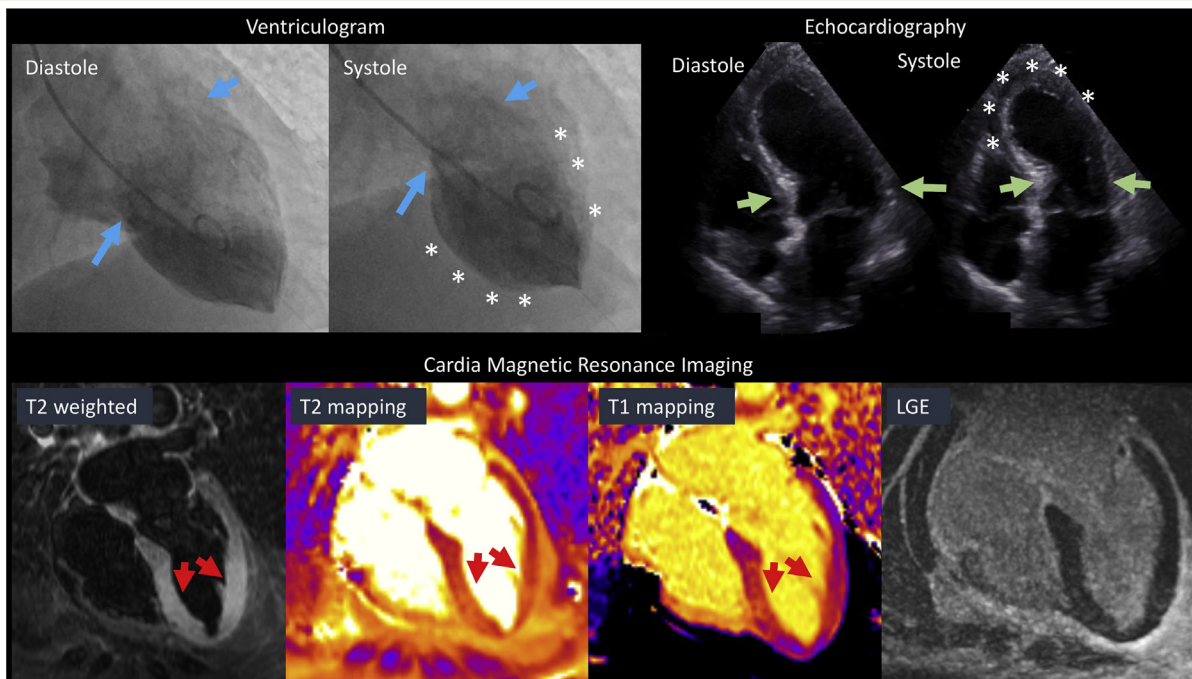 Ventriculogram
Echocardiography
Diastole
Systole
Diastole
Systole
* * * * * * * *
* * * * * *
Cardia Magnetic Resonance Imaging
T2 weighted
T2 mapping
T1 mapping
LGE